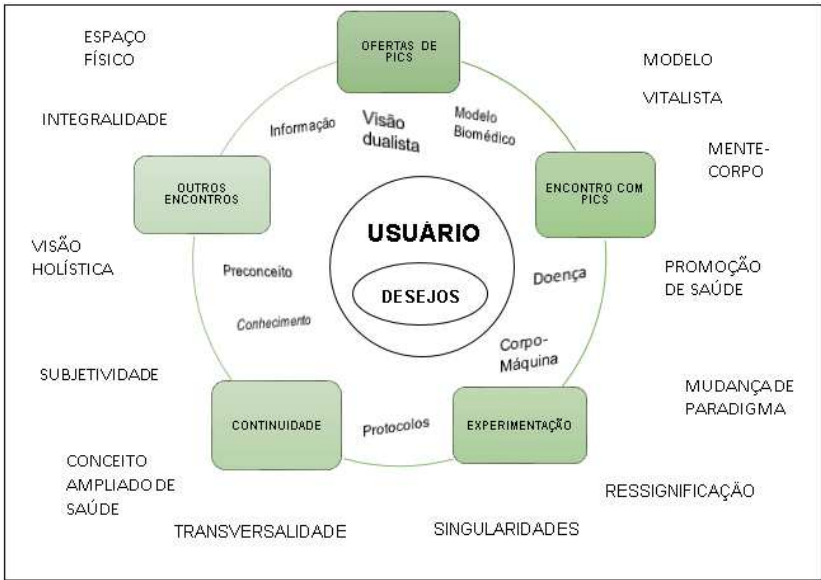 ESPAÇO
FÍSICO
OFERTAS DE
PICS
MODELO
VITALISTA
INTEGRALIDADE
Informação
Visão
dualista
Modelo
Biomédico
MENTE-
CORPO
OUTROS
ENCONTROS
ENCONTRO COM
PICS
USUÁRIO
DESEJOS
VISÃO
HOLÍSTICA
Preconceito
Doença
PROMOÇÃO
DE SAÚDE
Conhecimento
Corpo-
Máquina
SUBJETIVIDADE
MUDANÇA DE
PARADIGMA
CONTINUIDADE
Protocolos
EXPERIMENTAÇÃO
CONCEITO
AMPLIADO DE
SAÚDE
RESSIGNIFICAÇÃO
TRANSVERSALIDADE
SINGULARIDADES